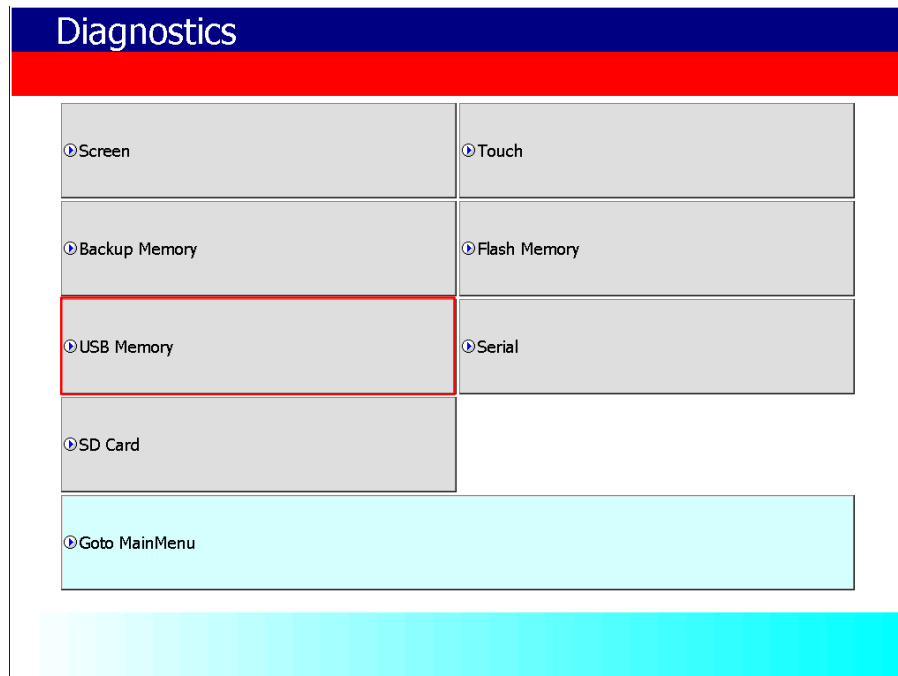 Diagnostics
Screen
Touch
Backup Memory
Flash Memory
USB Memory
Serial
SD Card
Goto MainMenu